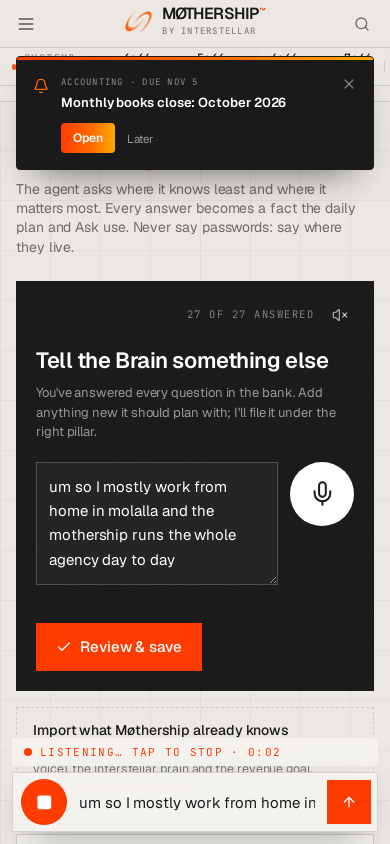 MØTHERSHIP™
BY INTERSTELLAR
ACCOUNTING · DUE NOV 5
Monthly books close: October 2026
Open
Later
The agent asks where it knows least and where it
matters most. Every answer becomes a fact the daily
plan and Ask use. Never say passwords: say where
they live.
27 OF 27 ANSWERED
Tell the Brain something else
You've answered every question in the bank. Add
anything new it should plan with; I'll file it under the
right pillar.
um so I mostly work from
home in molalla and the
mothership runs the whole
agency day to day
Review & save
Import what Møthership already knows
LISTENING… TAP TO STOP · 0:02
voice), the interstellar brain and the revenue goal.
um so I mostly work from home in